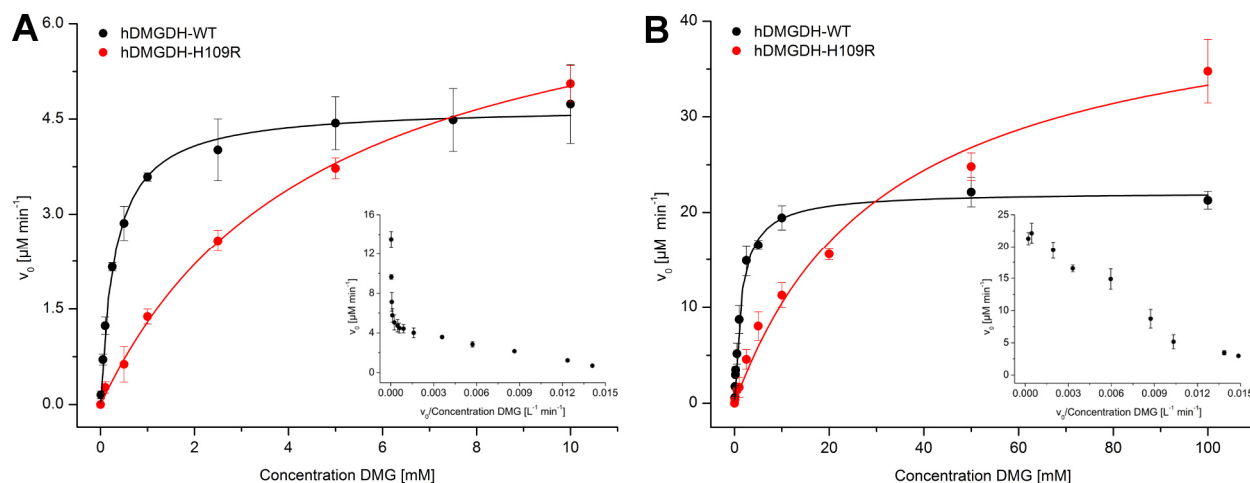 A
hDMGDH-WT
hDMGDH-H109R
6.0
4.5
3.0
1.5
0.0
v₀ [µM min⁻¹]
0 2 4 6 8 10
Concentration DMG [mM]
16
14
12
10
8
6
4
2
0
v₀ [µM min⁻¹]
0.000 0.003 0.006 0.009 0.012 0.015
v₀/Concentration DMG [L⁻¹ min⁻¹]
B
hDMGDH-WT
hDMGDH-H109R
40
30
20
10
0
v₀ [µM min⁻¹]
0 20 40 60 80 100
Concentration DMG [mM]
25
20
15
10
5
0
v₀ [µM min⁻¹]
0.000 0.003 0.006 0.009 0.012 0.015
v₀/Concentration DMG [L⁻¹ min⁻¹]